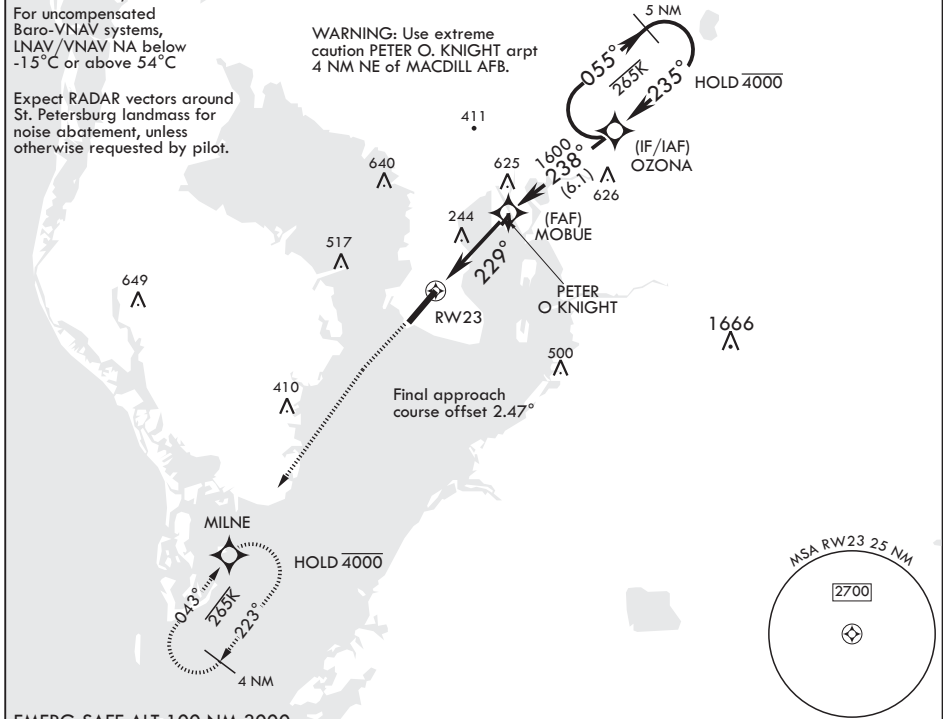 For uncompensated
Baro-VNAV systems,
LNAV/VNAV NA below
-15°C or above 54°C
Expect RADAR vectors around
St. Petersburg landmass for
noise abatement, unless
otherwise requested by pilot.
WARNING: Use extreme
caution PETER O. KNIGHT arpt
4 NM NE of MACDILL AFB.
5 NM
055°
265K
235°
HOLD 4000
(IF/IAF)
OZONA
411
1600
238°
(6.1)
640
625
626
(FAF)
MOBUE
244
517
229°
649
PETER
O KNIGHT
RW23
1666
500
410
Final approach
course offset 2.47°
MILNE
HOLD 4000
043°
265K
223°
4 NM
MSA RW23 25 NM
2700
EMERG SAFE ALT 100 NM 3000